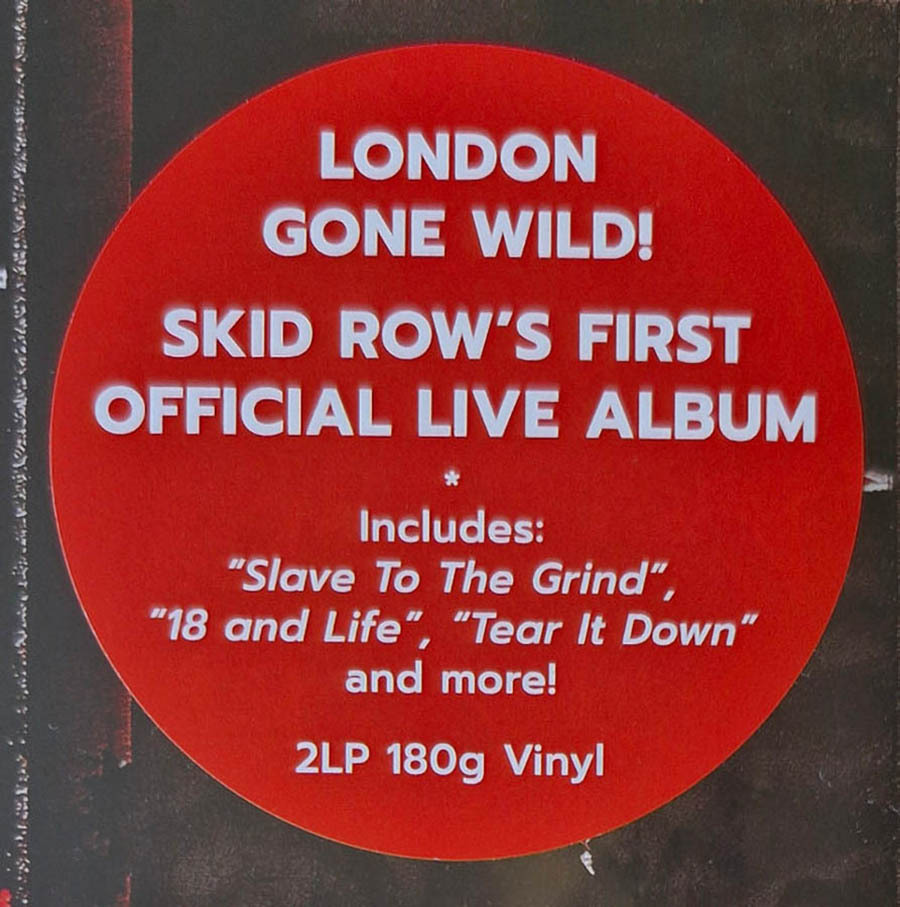 LONDON
GONE WILD!
SKID ROW'S FIRST
OFFICIAL LIVE ALBUM
*
Includes:
"Slave To The Grind",
"18 and Life", "Tear It Down"
and more!
2LP 180g Vinyl